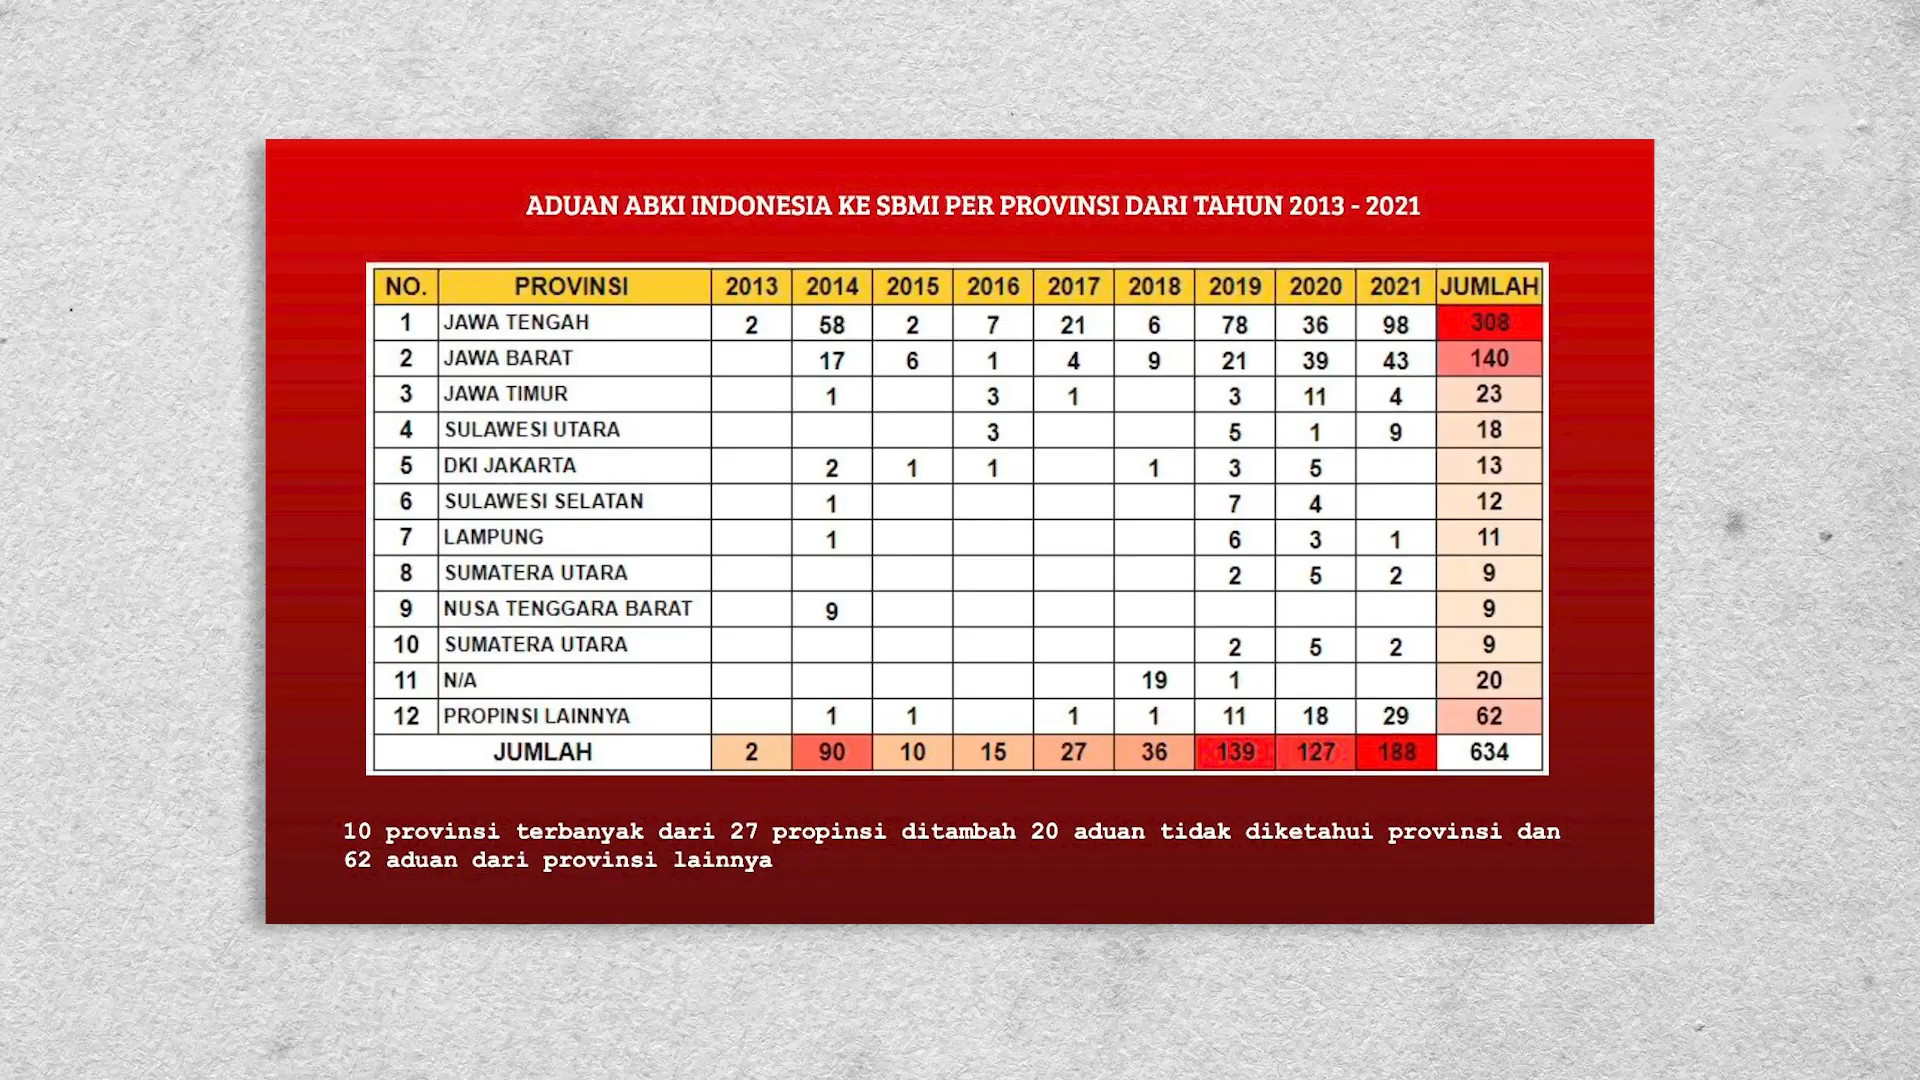 ADUAN ABKI INDONESIA KE SBMI PER PROVINSI DARI TAHUN 2013 - 2021
NO. PROVINSI 2013 2014 2015 2016 2017 2018 2019 2020 2021 JUMLAH
1 JAWA TENGAH 2 58 2 7 21 6 78 36 98 308
2 JAWA BARAT 17 6 1 4 9 21 39 43 140
3 JAWA TIMUR 1 3 1 3 11 4 23
4 SULAWESI UTARA 3 5 1 9 18
5 DKI JAKARTA 2 1 1 1 3 5 13
6 SULAWESI SELATAN 1 7 4 12
7 LAMPUNG 1 6 3 1 11
8 SUMATERA UTARA 2 5 2 9
9 NUSA TENGGARA BARAT 9 9
10 SUMATERA UTARA 2 5 2 9
11 N/A 19 1 20
12 PROPINSI LAINNYA 1 1 1 1 11 18 29 62
JUMLAH 2 90 10 15 27 36 139 127 188 634
10 provinsi terbanyak dari 27 propinsi ditambah 20 aduan tidak diketahui provinsi dan
62 aduan dari provinsi lainnya